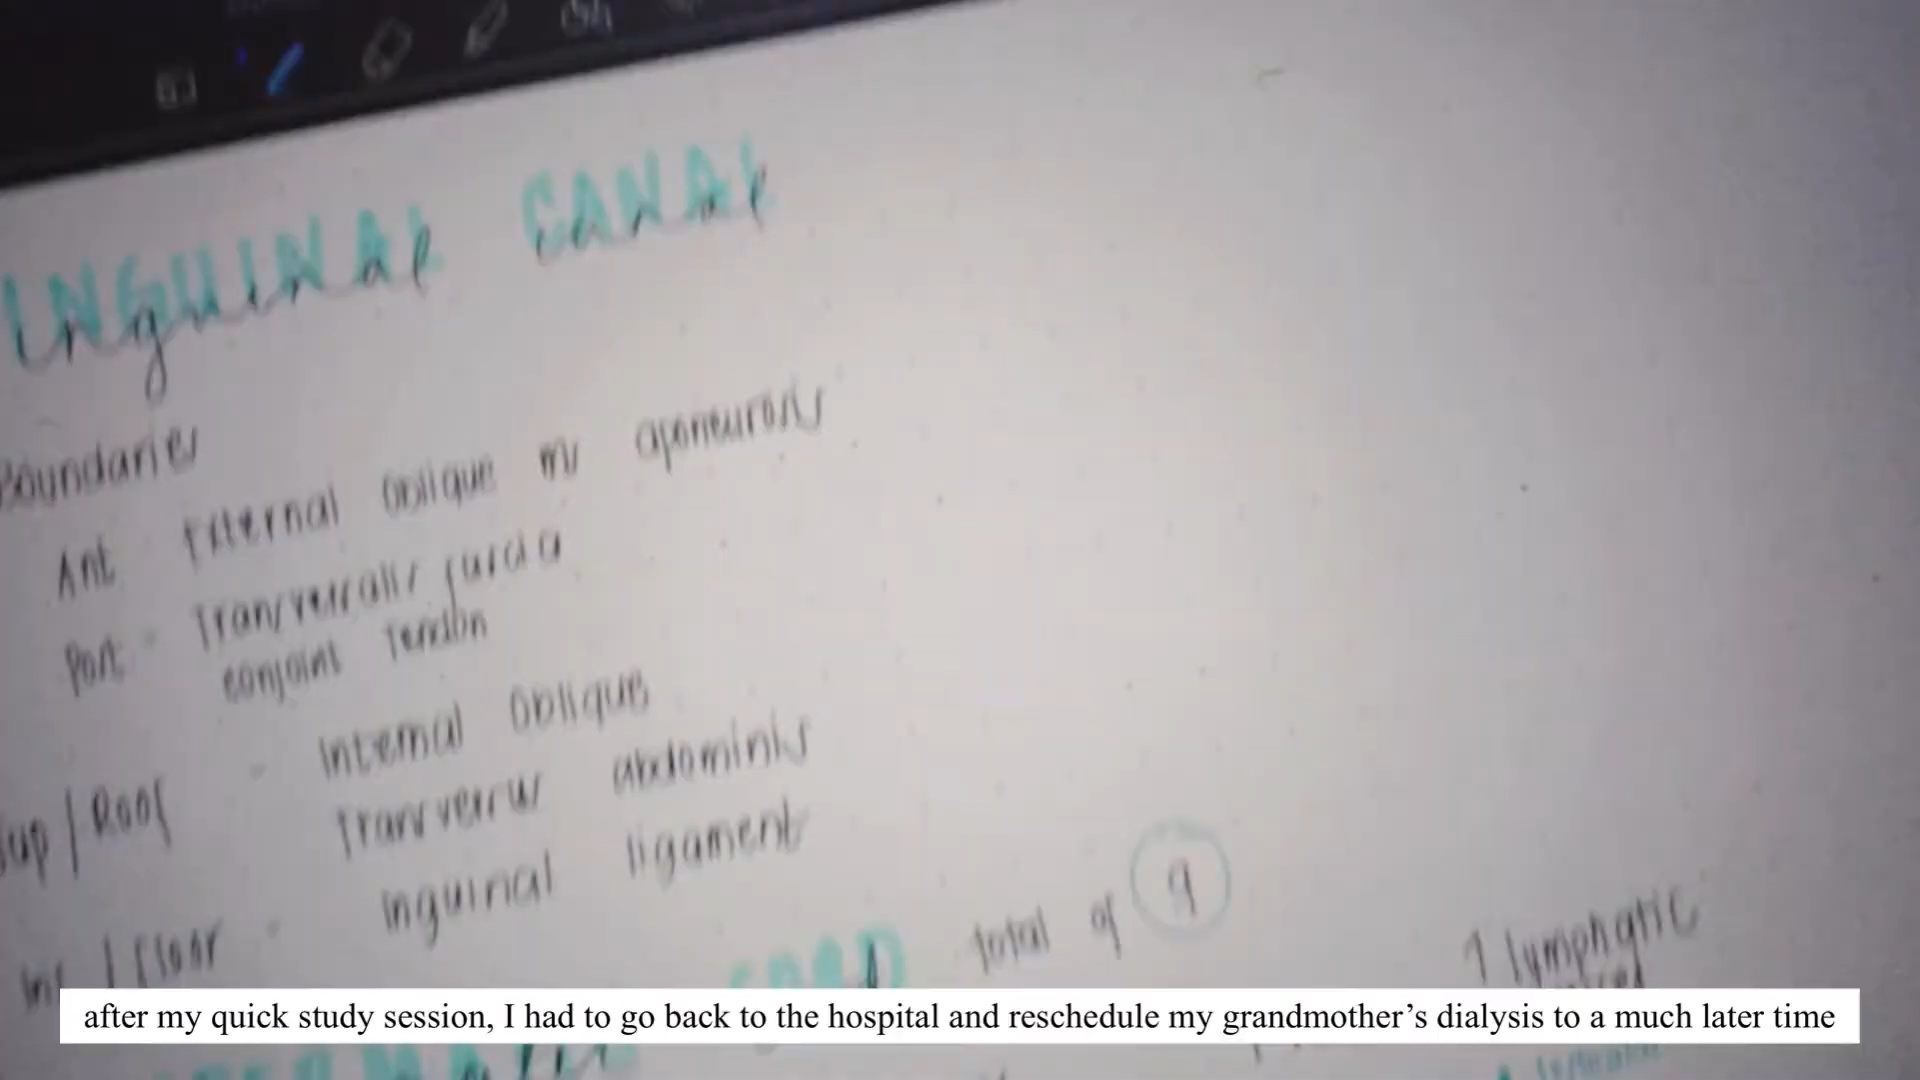 INGUINAL CANAL
Boundaries
Ant External oblique ms aponeurosis
Post - Transversalis fascia
conjoint Tendon
Sup / Roof - Internal Oblique
Transversus abdominis
Inf / Floor - inguinal ligament
CORD total of 9
1 lymphatic
after my quick study session, I had to go back to the hospital and reschedule my grandmother’s dialysis to a much later time